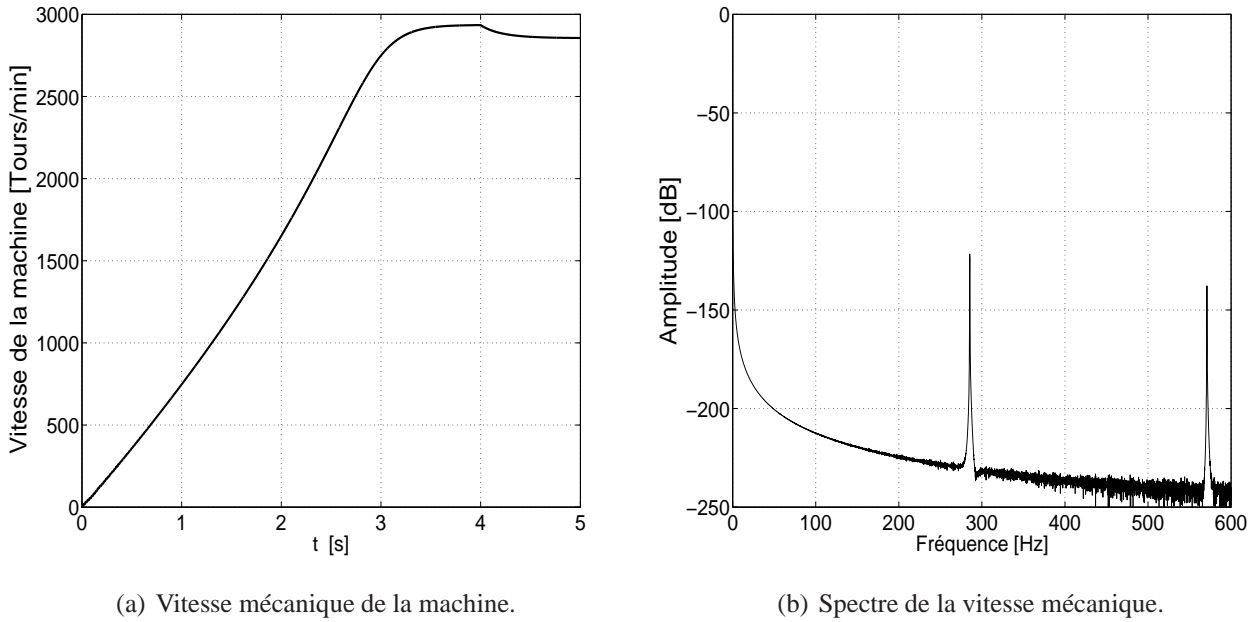 3000
2500
2000
1500
1000
500
0
Vitesse de la machine [Tours/min]
0 1 2 3 4 5
t [s]
(a) Vitesse mécanique de la machine.
0
−50
−100
−150
−200
−250
Amplitude [dB]
0 100 200 300 400 500 600
Fréquence [Hz]
(b) Spectre de la vitesse mécanique.